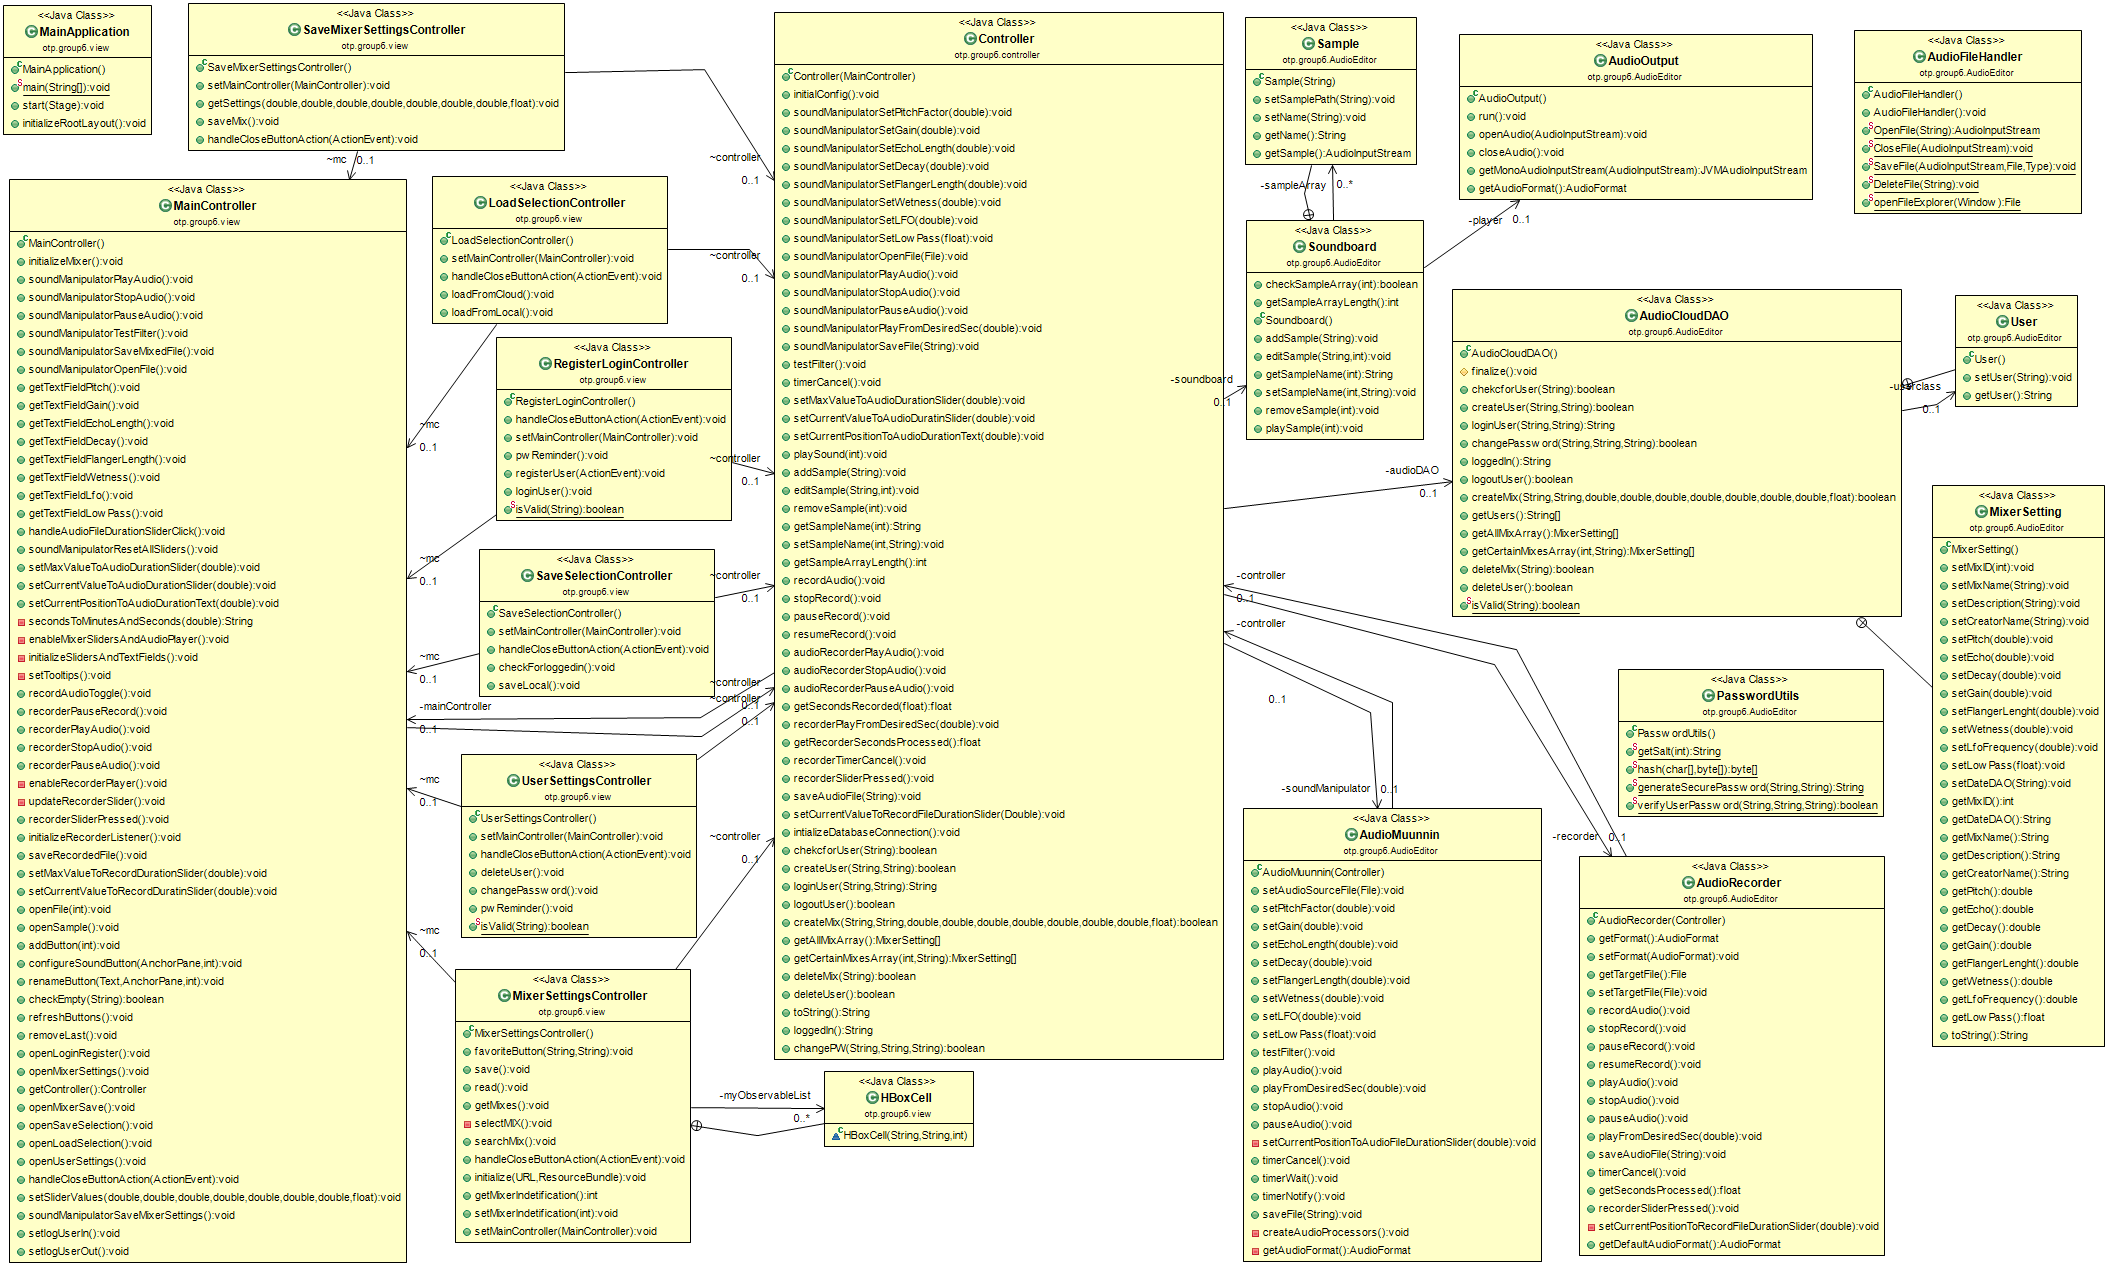 <<Java Class>>
MainApplication
otp.group6.view
MainApplication()
main(String[]):void
start(Stage):void
initializeRootLayout():void
<<Java Class>>
SaveMixerSettingsController
otp.group6.view
SaveMixerSettingsController()
setMainController(MainController):void
getSettings(double,double,double,double,double,double,double,float):void
saveMix():void
handleCloseButtonAction(ActionEvent):void
~mc
0..1
~controller
0..1
<<Java Class>>
MainController
otp.group6.view
MainController()
initializeMixer():void
soundManipulatorPlayAudio():void
soundManipulatorStopAudio():void
soundManipulatorPauseAudio():void
soundManipulatorTestFilter():void
soundManipulatorSaveMixedFile():void
soundManipulatorOpenFile():void
getTextFieldPitch():void
getTextFieldGain():void
getTextFieldEchoLength():void
getTextFieldDecay():void
getTextFieldFlangerLength():void
getTextFieldWetness():void
getTextFieldLfo():void
getTextFieldLowPass():void
handleAudioFileDurationSliderClick():void
soundManipulatorResetAllSliders():void
setMaxValueToAudioDurationSlider(double):void
setCurrentValueToAudioDurationSlider(double):void
setCurrentPositionToAudioDurationText(double):void
secondsToMinutesAndSeconds(double):String
enableMixerSlidersAndAudioPlayer():void
initializeSlidersAndTextFields():void
setTooltips():void
recordAudioToggle():void
recorderPauseRecord():void
recorderPlayAudio():void
recorderStopAudio():void
recorderPauseAudio():void
enableRecorderPlayer():void
updateRecorderSlider():void
recorderSliderPressed():void
initializeRecorderListener():void
saveRecordedFile():void
setMaxValueToRecordDurationSlider(double):void
setCurrentValueToRecordDuratinSlider(double):void
openFile(int):void
openSample():void
addButton(int):void
configureSoundButton(AnchorPane,int):void
renameButton(Text,AnchorPane,int):void
checkEmpty(String):boolean
refreshButtons():void
removeLast():void
openLoginRegister():void
openMixerSettings():void
getController():Controller
openMixerSave():void
openSaveSelection():void
openLoadSelection():void
openUserSettings():void
handleCloseButtonAction(ActionEvent):void
setSliderValues(double,double,double,double,double,double,double,float):void
soundManipulatorSaveMixerSettings():void
setlogUserIn():void
setlogUserOut():void
<<Java Class>>
LoadSelectionController
otp.group6.view
LoadSelectionController()
setMainController(MainController):void
handleCloseButtonAction(ActionEvent):void
loadFromCloud():void
loadFromLocal():void
~controller
0..1
~mc
0..1
<<Java Class>>
RegisterLoginController
otp.group6.view
RegisterLoginController()
handleCloseButtonAction(ActionEvent):void
setMainController(MainController):void
pwReminder():void
registerUser(ActionEvent):void
loginUser():void
isValid(String):boolean
~controller
0..1
~mc
0..1
<<Java Class>>
SaveSelectionController
otp.group6.view
SaveSelectionController()
setMainController(MainController):void
handleCloseButtonAction(ActionEvent):void
checkForloggedin():void
saveLocal():void
~controller
0..1
~mc
0..1
-mainController
0..1
~controller
~controller
0..1
0..1
<<Java Class>>
UserSettingsController
otp.group6.view
UserSettingsController()
setMainController(MainController):void
handleCloseButtonAction(ActionEvent):void
deleteUser():void
changePassword():void
pwReminder():void
isValid(String):boolean
~mc
0..1
~controller
0..1
~mc
0..1
<<Java Class>>
MixerSettingsController
otp.group6.view
MixerSettingsController()
favoriteButton(String,String):void
save():void
read():void
getMixes():void
selectMIX():void
searchMix():void
handleCloseButtonAction(ActionEvent):void
initialize(URL,ResourceBundle):void
getMixerIndetification():int
setMixerIndetification(int):void
setMainController(MainController):void
-myObservableList
0..*
<<Java Class>>
HBoxCell
otp.group6.view
HBoxCell(String,String,int)
<<Java Class>>
Controller
otp.group6.controller
Controller(MainController)
initialConfig():void
soundManipulatorSetPitchFactor(double):void
soundManipulatorSetGain(double):void
soundManipulatorSetEchoLength(double):void
soundManipulatorSetDecay(double):void
soundManipulatorSetFlangerLength(double):void
soundManipulatorSetWetness(double):void
soundManipulatorSetLFO(double):void
soundManipulatorSetLowPass(float):void
soundManipulatorOpenFile(File):void
soundManipulatorPlayAudio():void
soundManipulatorStopAudio():void
soundManipulatorPauseAudio():void
soundManipulatorPlayFromDesiredSec(double):void
soundManipulatorSaveFile(String):void
testFilter():void
timerCancel():void
setMaxValueToAudioDurationSlider(double):void
setCurrentValueToAudioDuratinSlider(double):void
setCurrentPositionToAudioDurationText(double):void
playSound(int):void
addSample(String):void
editSample(String,int):void
removeSample(int):void
getSampleName(int):String
setSampleName(int,String):void
getSampleArrayLength():int
recordAudio():void
stopRecord():void
pauseRecord():void
resumeRecord():void
audioRecorderPlayAudio():void
audioRecorderStopAudio():void
audioRecorderPauseAudio():void
getSecondsRecorded(float):float
recorderPlayFromDesiredSec(double):void
getRecorderSecondsProcessed():float
recorderTimerCancel():void
recorderSliderPressed():void
saveAudioFile(String):void
setCurrentValueToRecordFileDurationSlider(Double):void
intializeDatabaseConnection():void
chekcforUser(String):boolean
createUser(String,String):boolean
loginUser(String,String):String
logoutUser():boolean
createMix(String,String,double,double,double,double,double,double,float):boolean
getAllMixArray():MixerSetting[]
getCertainMixesArray(int,String):MixerSetting[]
deleteMix(String):boolean
deleteUser():boolean
toString():String
loggedIn():String
changePW(String,String,String):boolean
<<Java Class>>
Sample
otp.group6.AudioEditor
Sample(String)
setSamplePath(String):void
setName(String):void
getName():String
getSample():AudioInputStream
-sampleArray
0..*
<<Java Class>>
Soundboard
otp.group6.AudioEditor
checkSampleArray(int):boolean
getSampleArrayLength():int
Soundboard()
addSample(String):void
editSample(String,int):void
getSampleName(int):String
setSampleName(int,String):void
removeSample(int):void
playSample(int):void
-soundboard
0..1
<<Java Class>>
AudioOutput
otp.group6.AudioEditor
AudioOutput()
run():void
openAudio(AudioInputStream):void
closeAudio():void
getMonoAudioInputStream(AudioInputStream):JVMAudioInputStream
getAudioFormat():AudioFormat
-player
0..1
<<Java Class>>
AudioFileHandler
otp.group6.AudioEditor
AudioFileHandler()
AudioFileHandler():void
OpenFile(String):AudioInputStream
CloseFile(AudioInputStream):void
SaveFile(AudioInputStream,File,Type):void
DeleteFile(String):void
openFileExplorer(Window):File
<<Java Class>>
AudioCloudDAO
otp.group6.AudioEditor
AudioCloudDAO()
finalize():void
chekcforUser(String):boolean
createUser(String,String):boolean
loginUser(String,String):String
changePassword(String,String,String):boolean
loggedIn():String
logoutUser():boolean
createMix(String,String,double,double,double,double,double,double,float):boolean
getUsers():String[]
getAllMixArray():MixerSetting[]
getCertainMixesArray(int,String):MixerSetting[]
deleteMix(String):boolean
deleteUser():boolean
isValid(String):boolean
-audioDAO
0..1
<<Java Class>>
User
otp.group6.AudioEditor
User()
setUser(String):void
getUser():String
-userclass
0..1
<<Java Class>>
MixerSetting
otp.group6.AudioEditor
MixerSetting()
setMixID(int):void
setMixName(String):void
setDescription(String):void
setCreatorName(String):void
setPitch(double):void
setEcho(double):void
setDecay(double):void
setGain(double):void
setFlangerLenght(double):void
setWetness(double):void
setLfoFrequency(double):void
setLowPass(float):void
setDateDAO(String):void
getMixID():int
getDateDAO():String
getMixName():String
getDescription():String
getCreatorName():String
getPitch():double
getEcho():double
getDecay():double
getGain():double
getFlangerLenght():double
getWetness():double
getLfoFrequency():double
getLowPass():float
toString():String
<<Java Class>>
PasswordUtils
otp.group6.AudioEditor
PasswordUtils()
getSalt(int):String
hash(char[],byte[]):byte[]
generateSecurePassword(String,String):String
verifyUserPassword(String,String,String):boolean
-controller
0..1
-controller
0..1
-soundManipulator
0..1
-recorder
0..1
<<Java Class>>
AudioMuunnin
otp.group6.AudioEditor
AudioMuunnin(Controller)
setAudioSourceFile(File):void
setPitchFactor(double):void
setGain(double):void
setEchoLength(double):void
setDecay(double):void
setFlangerLength(double):void
setWetness(double):void
setLFO(double):void
setLowPass(float):void
testFilter():void
playAudio():void
playFromDesiredSec(double):void
stopAudio():void
pauseAudio():void
setCurrentPositionToAudioFileDurationSlider(double):void
timerCancel():void
timerWait():void
timerNotify():void
saveFile(String):void
createAudioProcessors():void
getAudioFormat():AudioFormat
<<Java Class>>
AudioRecorder
otp.group6.AudioEditor
AudioRecorder(Controller)
getFormat():AudioFormat
setFormat(AudioFormat):void
getTargetFile():File
setTargetFile(File):void
recordAudio():void
stopRecord():void
pauseRecord():void
resumeRecord():void
playAudio():void
stopAudio():void
pauseAudio():void
playFromDesiredSec(double):void
saveAudioFile(String):void
timerCancel():void
getSecondsProcessed():float
recorderSliderPressed():void
setCurrentPositionToRecordFileDurationSlider(double):void
getDefaultAudioFormat():AudioFormat